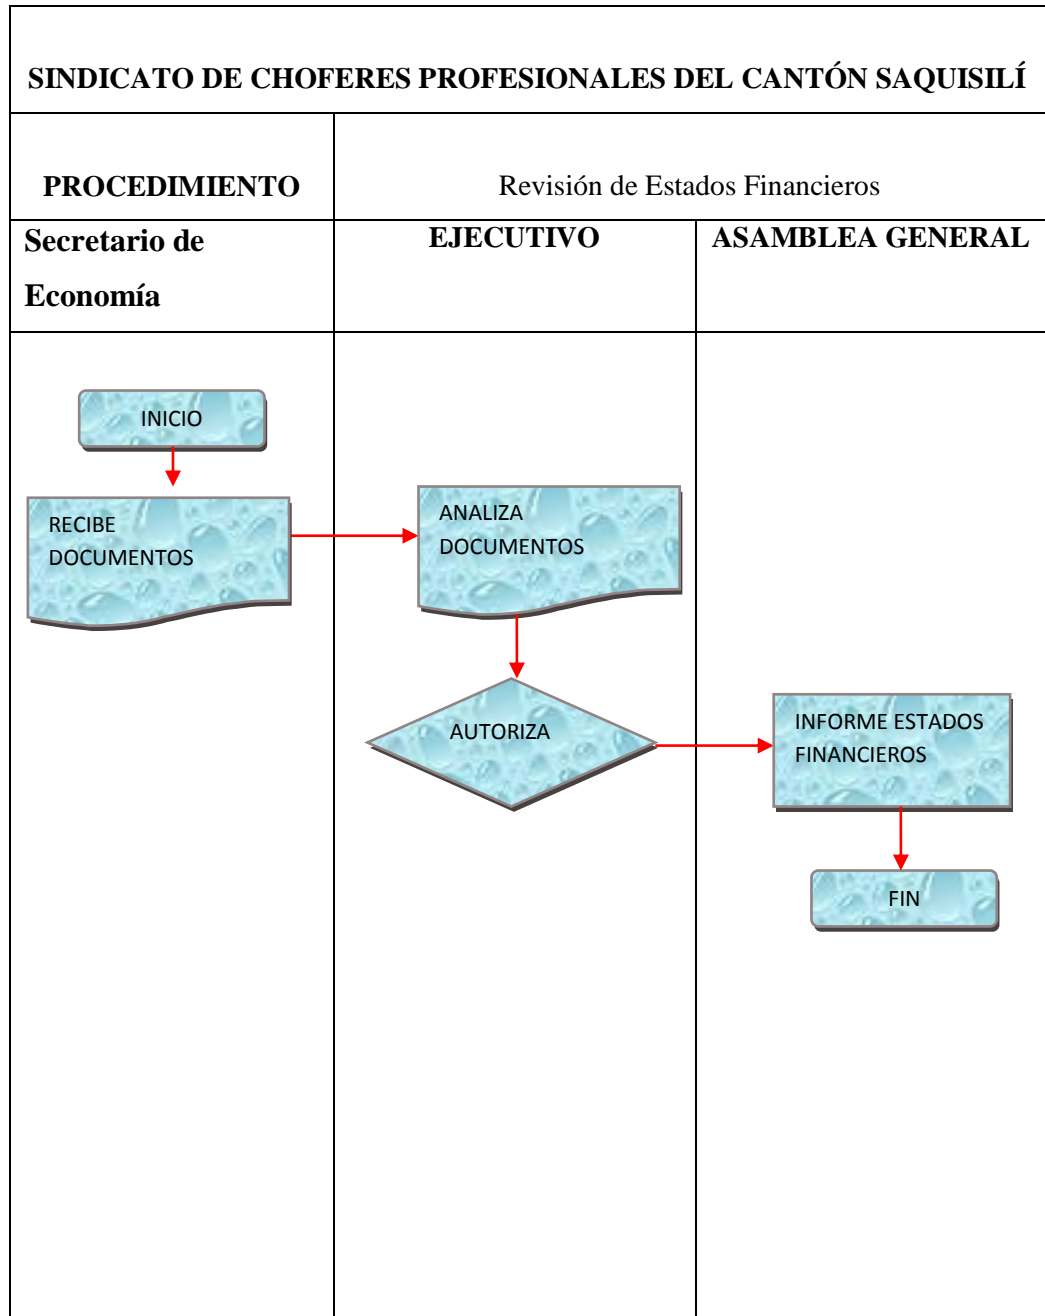 SINDICATO DE CHOFERES PROFESIONALES DEL CANTÓN SAQUISILÍ
PROCEDIMIENTO
Revisión de Estados Financieros
Secretario de
Economía
EJECUTIVO
ASAMBLEA GENERAL
INICIO
RECIBE
DOCUMENTOS
ANALIZA
DOCUMENTOS
AUTORIZA
INFORME ESTADOS
FINANCIEROS
FIN